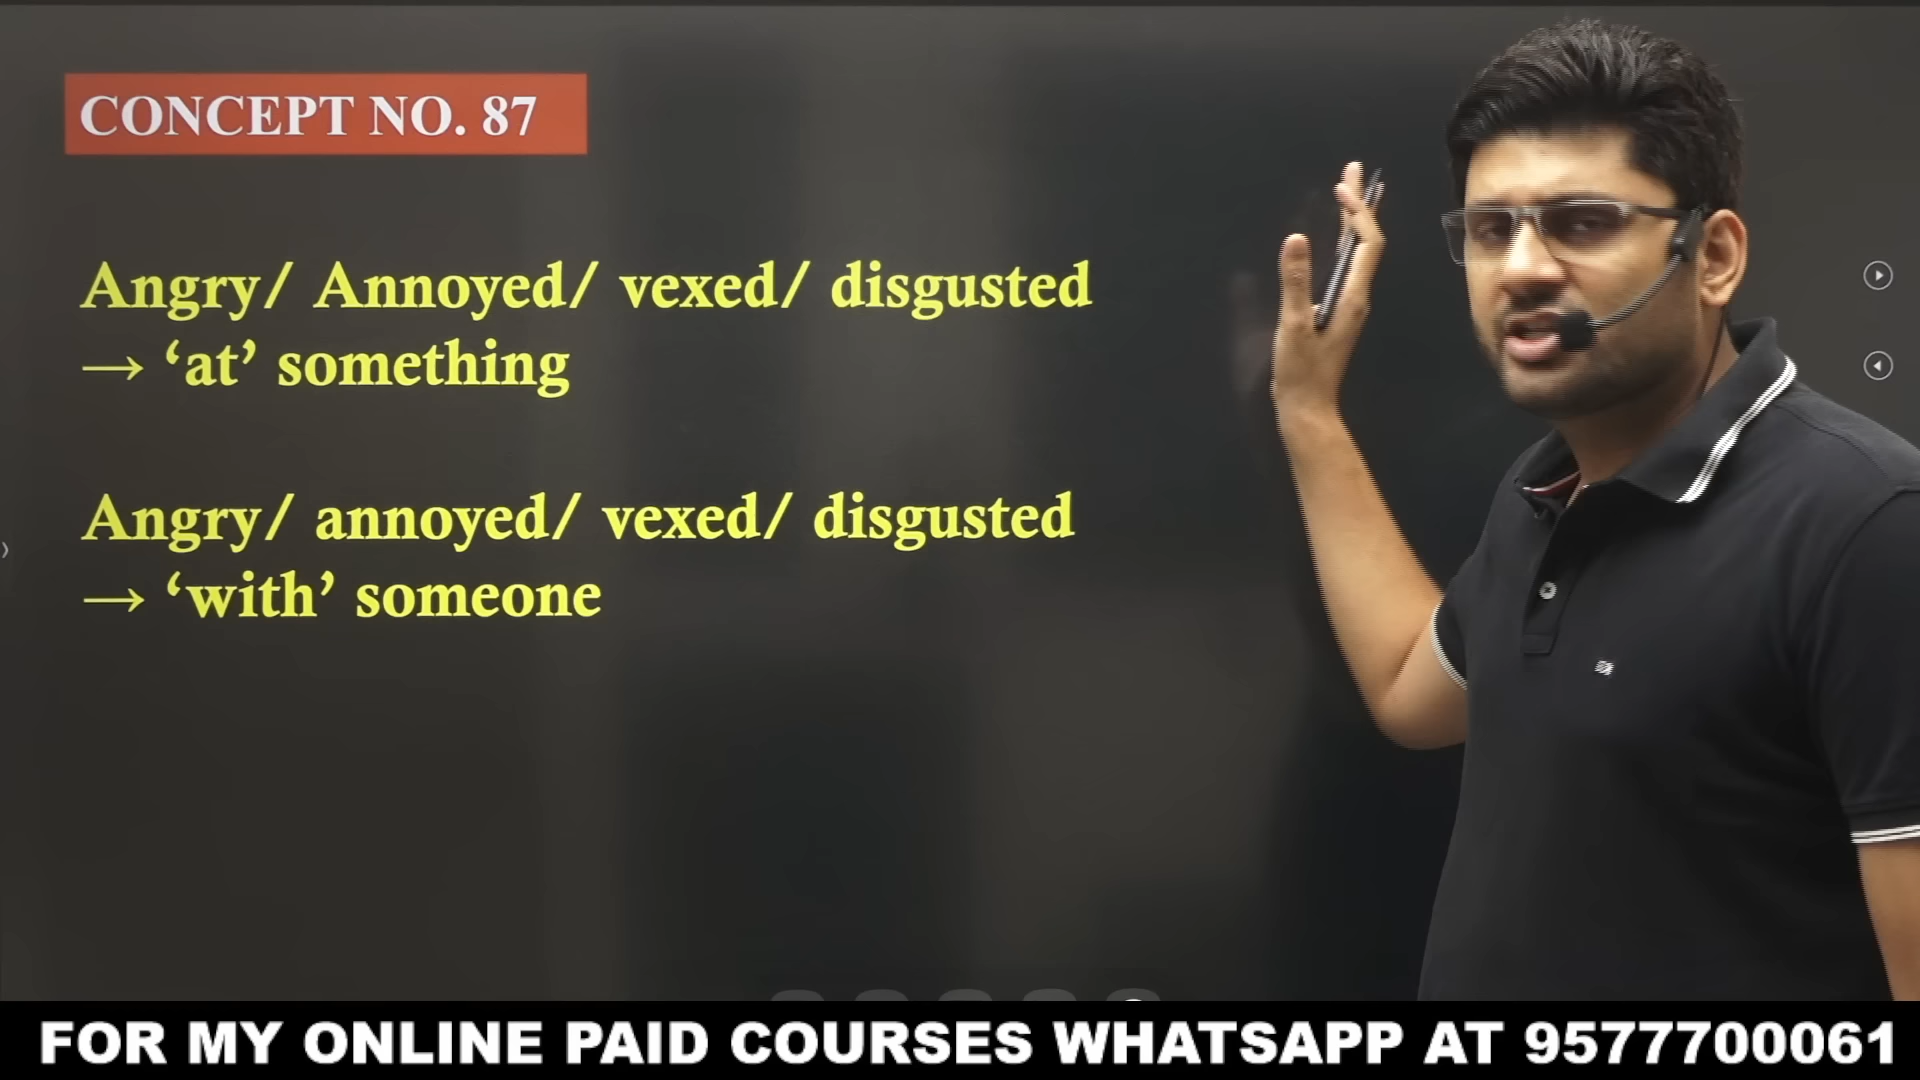 CONCEPT NO. 87
Angry/ Annoyed/ vexed/ disgusted
→ ‘at’ something
Angry/ annoyed/ vexed/ disgusted
→ ‘with’ someone
FOR MY ONLINE PAID COURSES WHATSAPP AT 9577700061